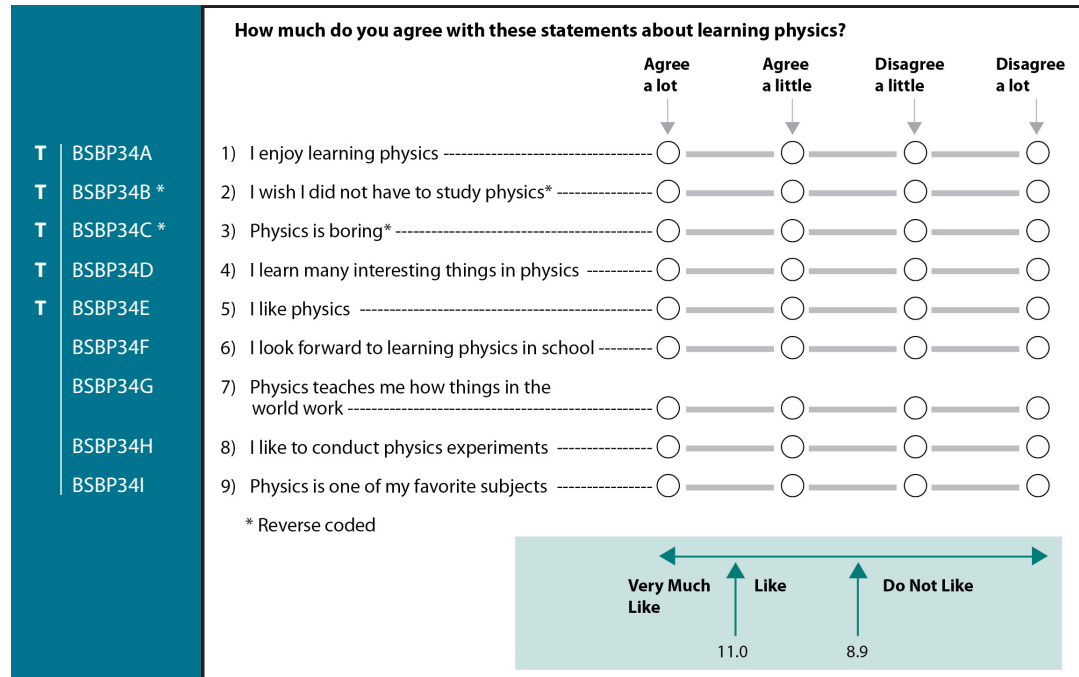 How much do you agree with these statements about learning physics?
Agree a lot
Agree a little
Disagree a little
Disagree a lot
T BSBP34A 1) I enjoy learning physics
T BSBP34B * 2) I wish I did not have to study physics*
T BSBP34C * 3) Physics is boring*
T BSBP34D 4) I learn many interesting things in physics
T BSBP34E 5) I like physics
BSBP34F 6) I look forward to learning physics in school
BSBP34G 7) Physics teaches me how things in the
world work
BSBP34H 8) I like to conduct physics experiments
BSBP34I 9) Physics is one of my favorite subjects
* Reverse coded
Very Much Like
Like
Do Not Like
11.0
8.9